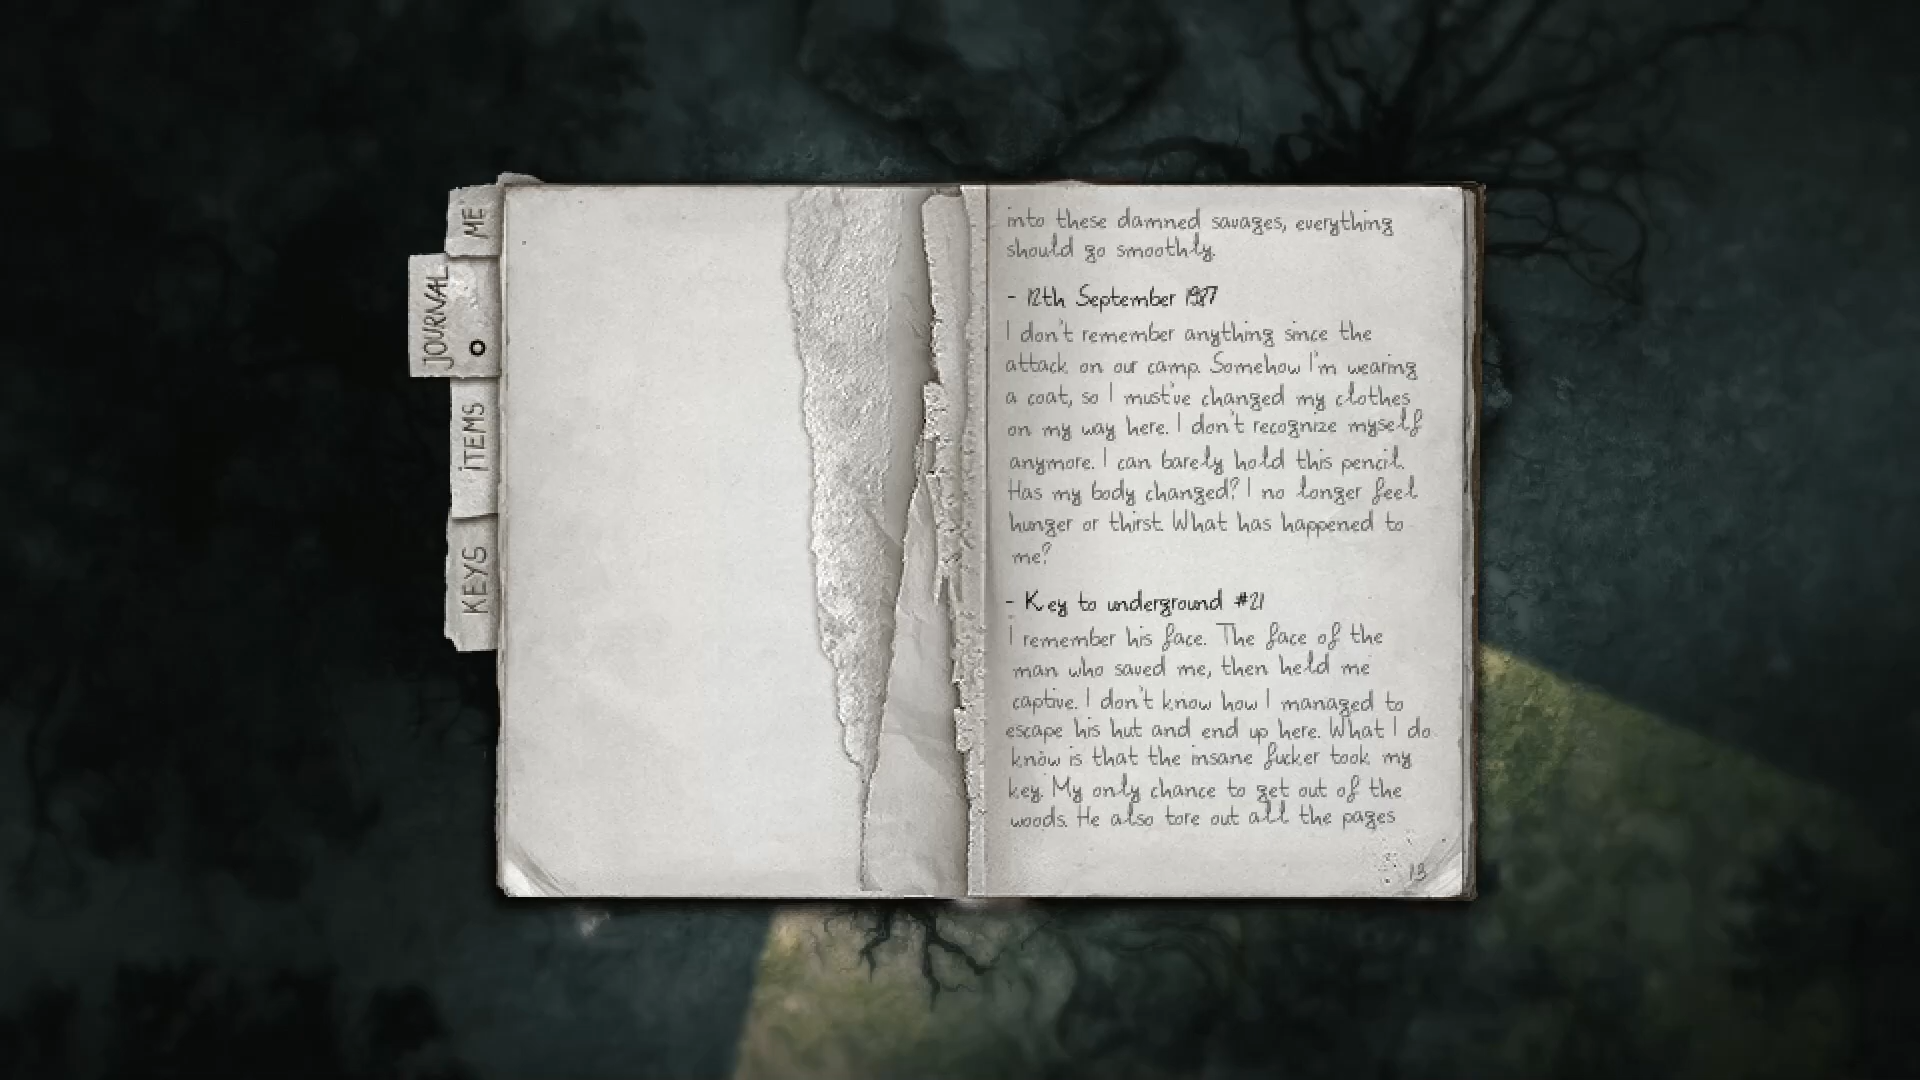 ME
JOURNAL
ITEMS
KEYS
into these damned savages, everything
should go smoothly.
- 12th September 1987
I don't remember anything since the
attack on our camp. Somehow I'm wearing
a coat, so I must've changed my clothes
on my way here. I don't recognize myself
anymore. I can barely hold this pencil.
Has my body changed? I no longer feel
hunger or thirst. What has happened to
me?
- Key to underground #21
I remember his face. The face of the
man who saved me, then held me
captive. I don't know how I managed to
escape his hut and end up here. What I do
know is that the insane fucker took my
key. My only chance to get out of the
woods. He also tore out all the pages
13